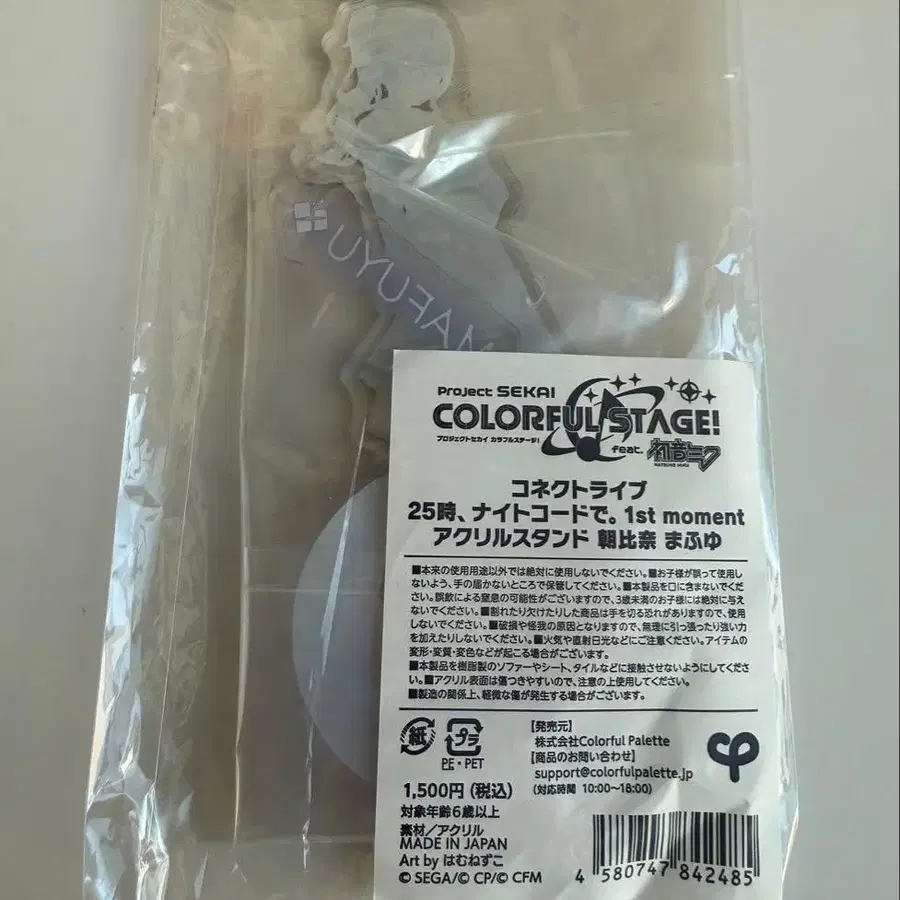 MAFUYU
Project SEKAI
COLORFUL STAGE!
プロジェクトセカイ カラフルステージ!
feat. 初音ミク
HATSUNE MIKU
コネクトライブ
25時、ナイトコードで。1st moment
アクリルスタンド 朝比奈 まふゆ
■本来の使用用途以外では絶対に使用しないでください。■お子様が誤って使用し
ないよう、手の届かないところで保管してください。■本製品を口に含まないでくだ
さい。誤飲による窒息の可能性がございますので、3歳未満のお子様には絶対に与え
ないでください。■割れたり欠けたりした商品は手を切る恐れがありますので、使用
しないでください。■破損や怪我の原因となりますので、無理に引っ張ったり強い力
を加えたりしないでください。■火気や直射日光などにご注意ください。アイテムの
変形・変質・変色などが起こる場合がございます。
■本製品を樹脂製のソファーやシート、タイルなどに接触させないようにしてくださ
い。■アクリル表面は傷つきやすいので、注意の上使用してください。
■製造の関係上、軽微な傷が発生する場合がございます。
紙
プラ
PE・PET
【発売元】
株式会社Colorful Palette
【商品のお問い合わせ】
support@colorfulpalette.jp
(対応時間 10:00~18:00)
cp
1,500円(税込)
対象年齢6歳以上
素材/アクリル
MADE IN JAPAN
Art by はむねずこ
© SEGA/© CP/© CFM
4 580747 842485